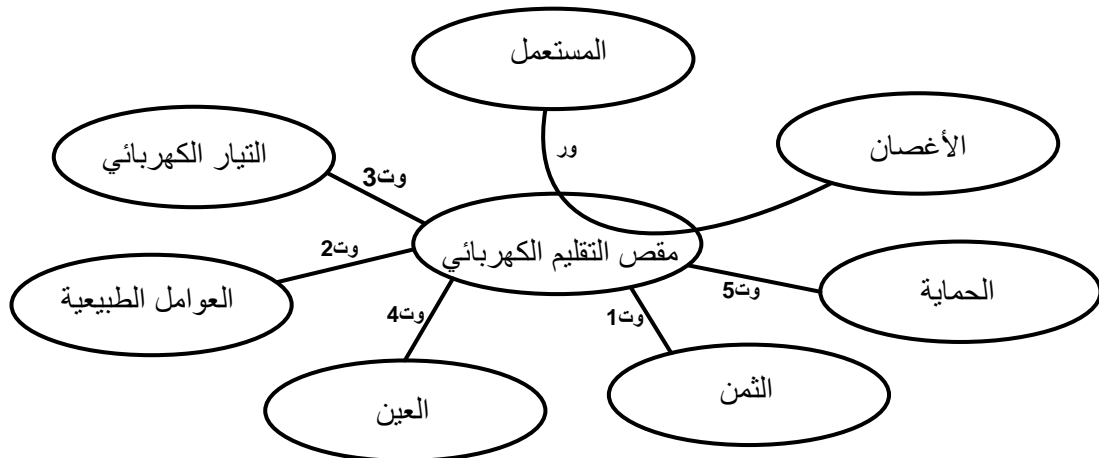 المستعمل
الأغصان
التيار الكهربائي
ور
وت3
مقص التقليم الكهربائي
وت2
العوامل الطبيعية
الحماية
وت5
وت4
وت1
الثمن
العين